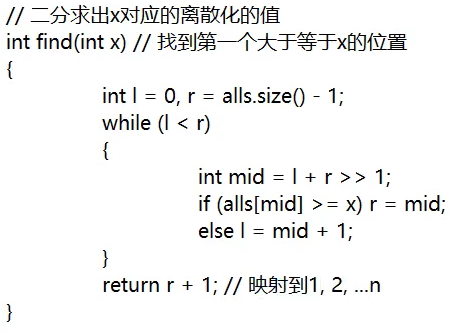 // 二分求出x对应的离散化的值
int find(int x) // 找到第一个大于等于x的位置
{
int l = 0, r = alls.size() - 1;
while (l < r)
{
int mid = l + r >> 1;
if (alls[mid] >= x) r = mid;
else l = mid + 1;
}
return r + 1; // 映射到1, 2, ...n
}